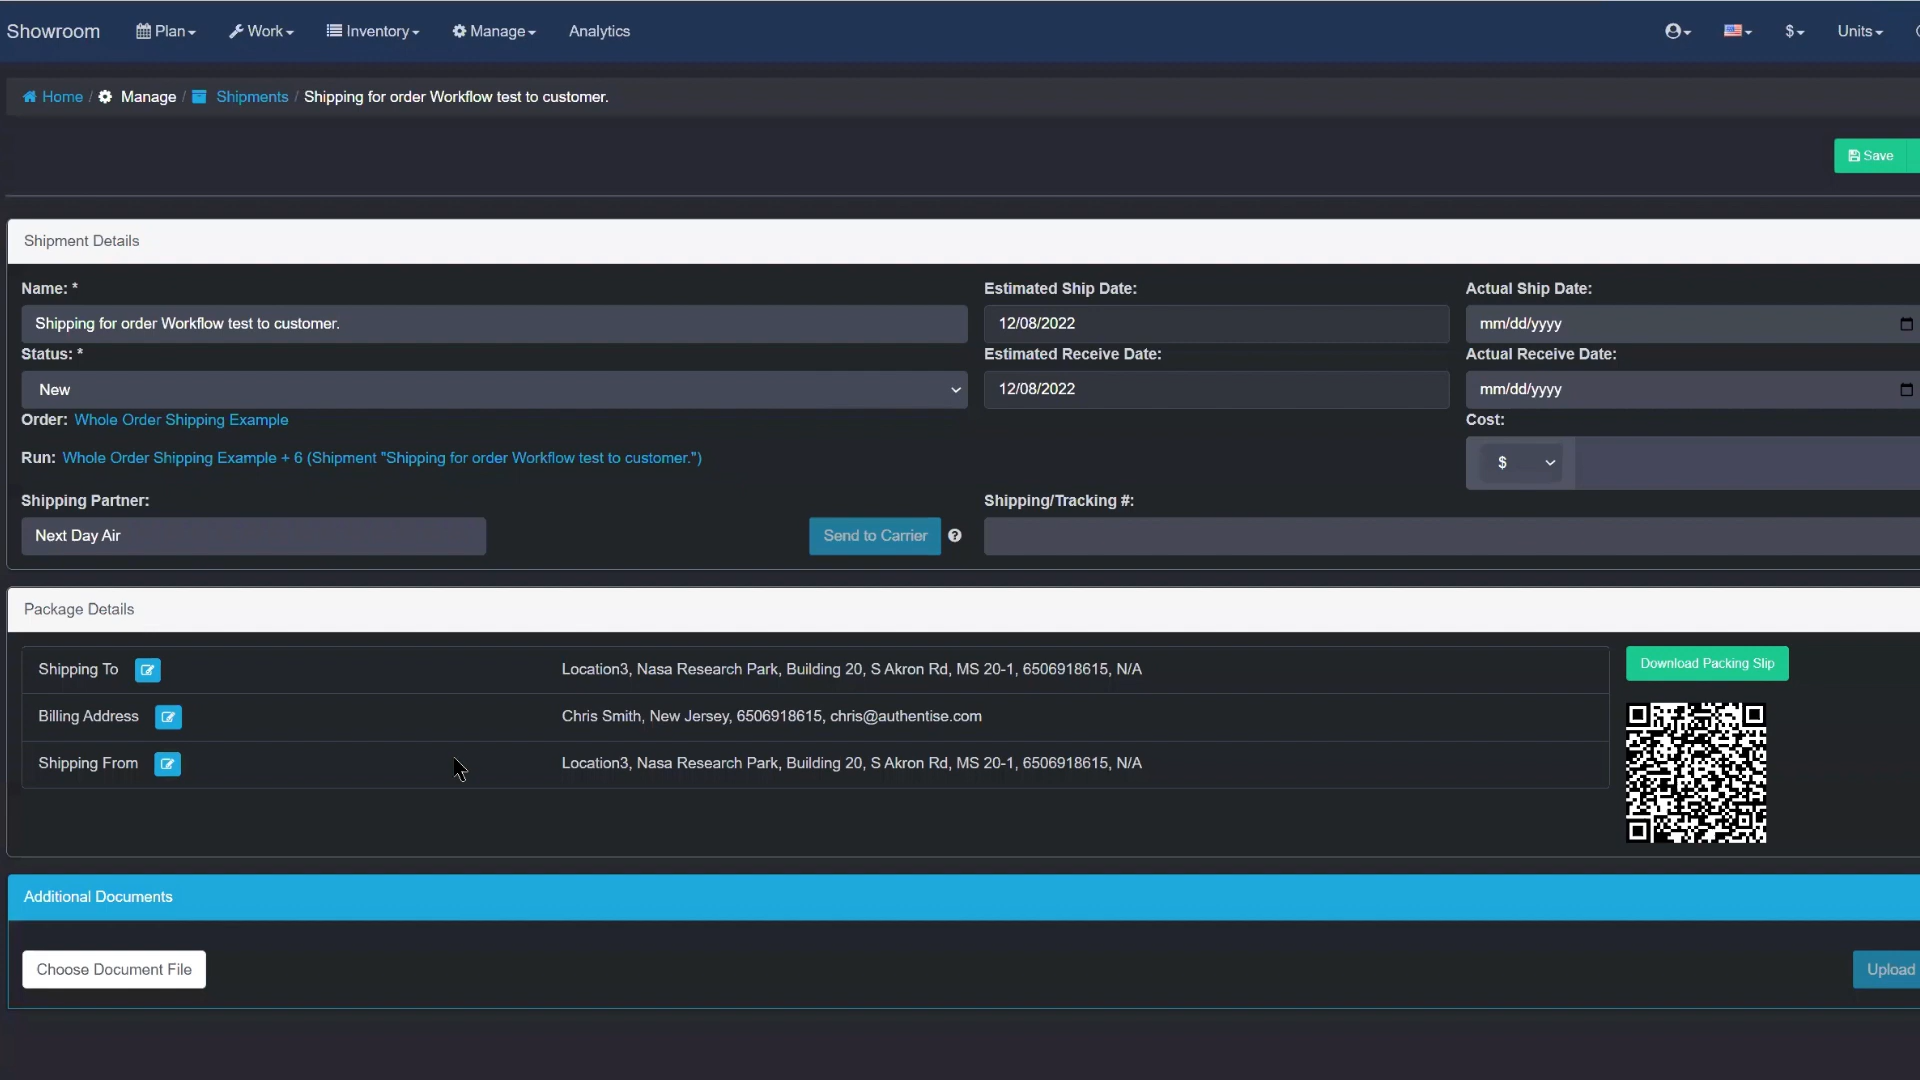 Showroom Plan Work Inventory Manage Analytics $ Units
Home / Manage / Shipments / Shipping for order Workflow test to customer.
Save
Shipment Details
Name: * Estimated Ship Date: Actual Ship Date:
Shipping for order Workflow test to customer. 12/08/2022 mm/dd/yyyy
Status: * Estimated Receive Date: Actual Receive Date:
New 12/08/2022 mm/dd/yyyy
Order: Whole Order Shipping Example Cost:
Run: Whole Order Shipping Example + 6 (Shipment "Shipping for order Workflow test to customer.") $
Shipping Partner: Shipping/Tracking #:
Next Day Air Send to Carrier
Package Details
Shipping To Location3, Nasa Research Park, Building 20, S Akron Rd, MS 20-1, 6506918615, N/A Download Packing Slip
Billing Address Chris Smith, New Jersey, 6506918615, chris@authentise.com
Shipping From Location3, Nasa Research Park, Building 20, S Akron Rd, MS 20-1, 6506918615, N/A
Additional Documents
Choose Document File Upload